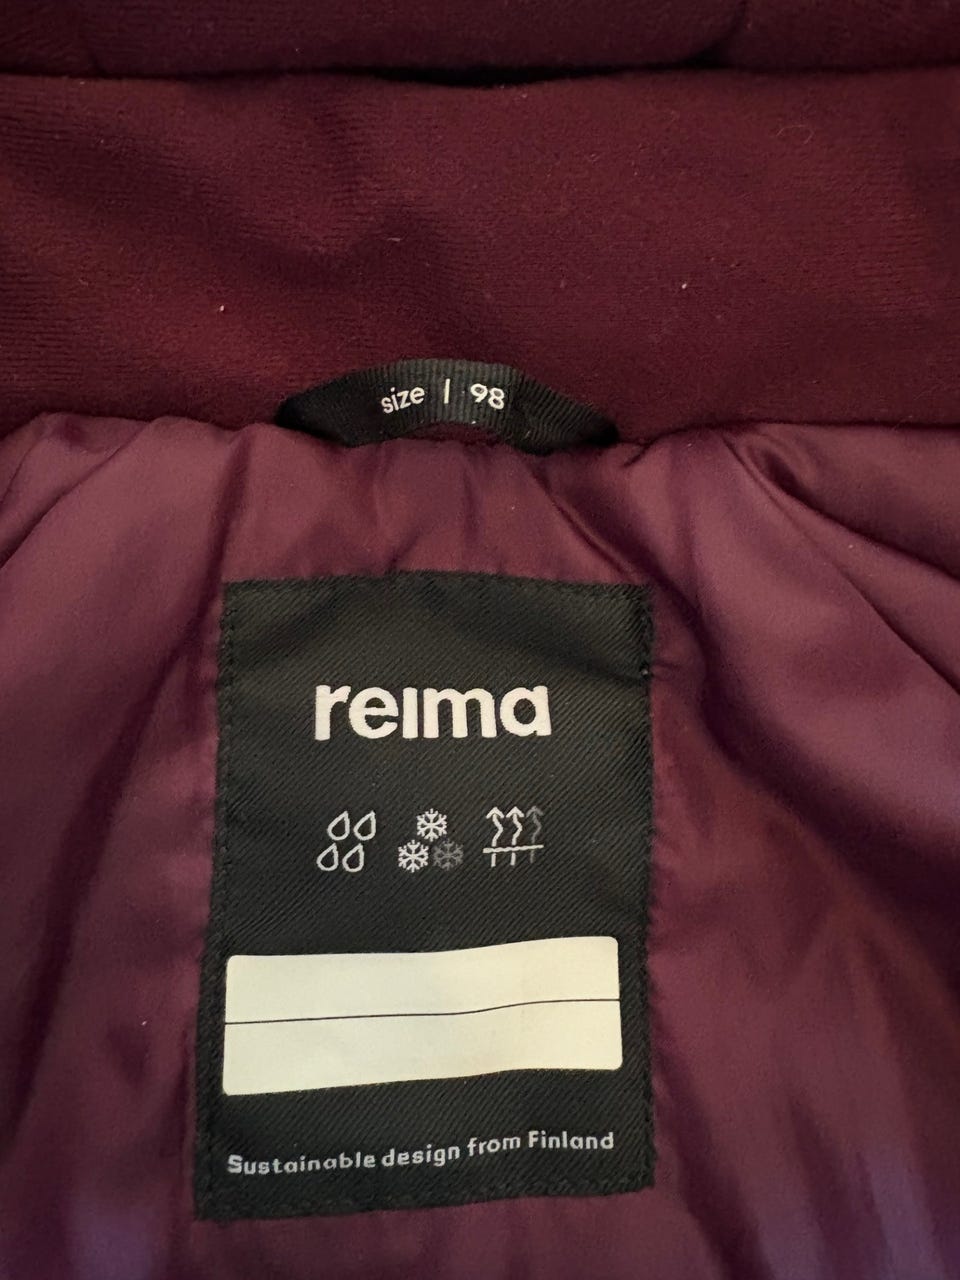 size | 98
reima
Sustainable design from Finland